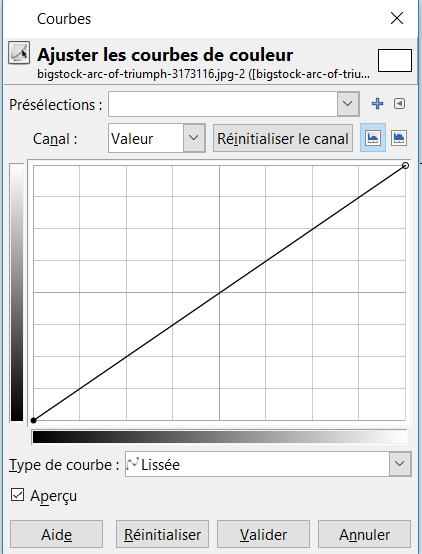 Courbes
Ajuster les courbes de couleur
bigstock-arc-of-triumph-3173116.jpg-2 ([bigstock-arc-of-triu...
Présélections :
Canal : Valeur Réinitialiser le canal
Type de courbe : Lissée
Aperçu
Aide Réinitialiser Valider Annuler